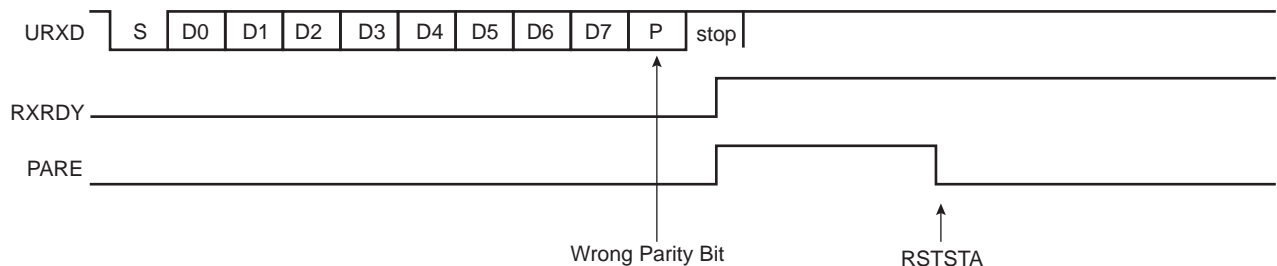 URXD S D0 D1 D2 D3 D4 D5 D6 D7 P stop
RXRDY
PARE
Wrong Parity Bit RSTSTA